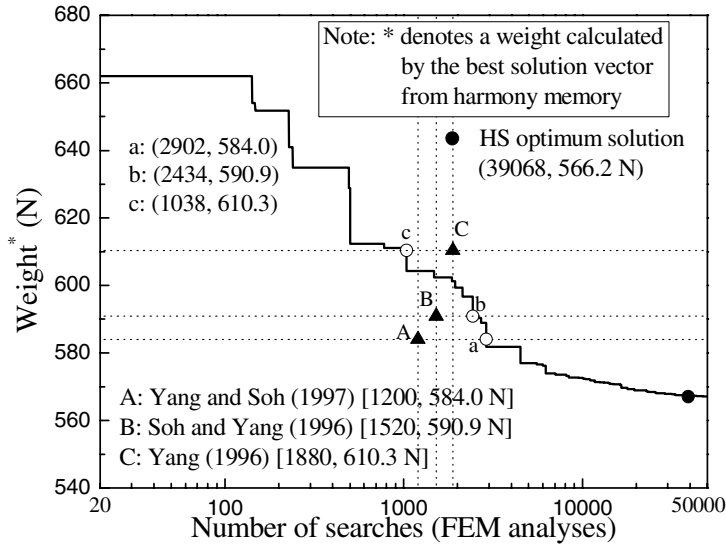 Note: * denotes a weight calculated
by the best solution vector
from harmony memory
HS optimum solution
(39068, 566.2 N)
a: (2902, 584.0)
b: (2434, 590.9)
c: (1038, 610.3)
c
C
B
b
A
a
A: Yang and Soh (1997) [1200, 584.0 N]
B: Soh and Yang (1996) [1520, 590.9 N]
C: Yang (1996) [1880, 610.3 N]
Weight* (N)
660
640
620
600
580
560
540
20 100 1000 10000 50000
Number of searches (FEM analyses)